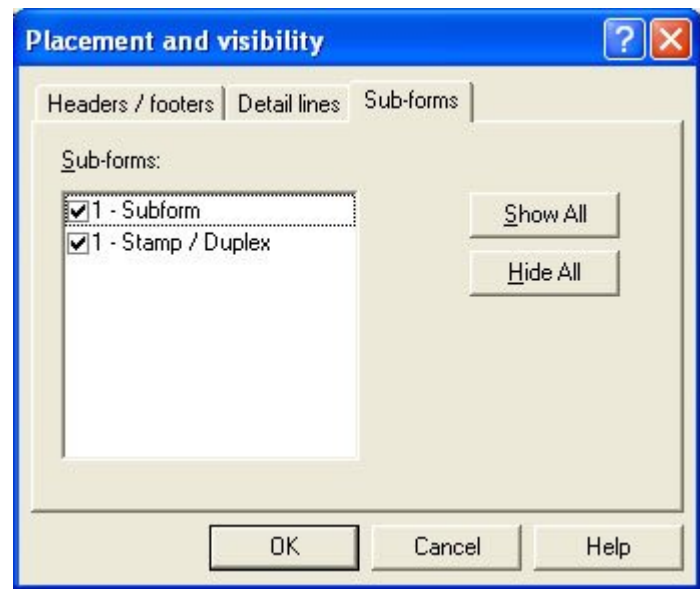 Placement and visibility
Headers / footers Detail lines Sub-forms
Sub-forms:
1 - Subform
1 - Stamp / Duplex
Show All
Hide All
OK Cancel Help